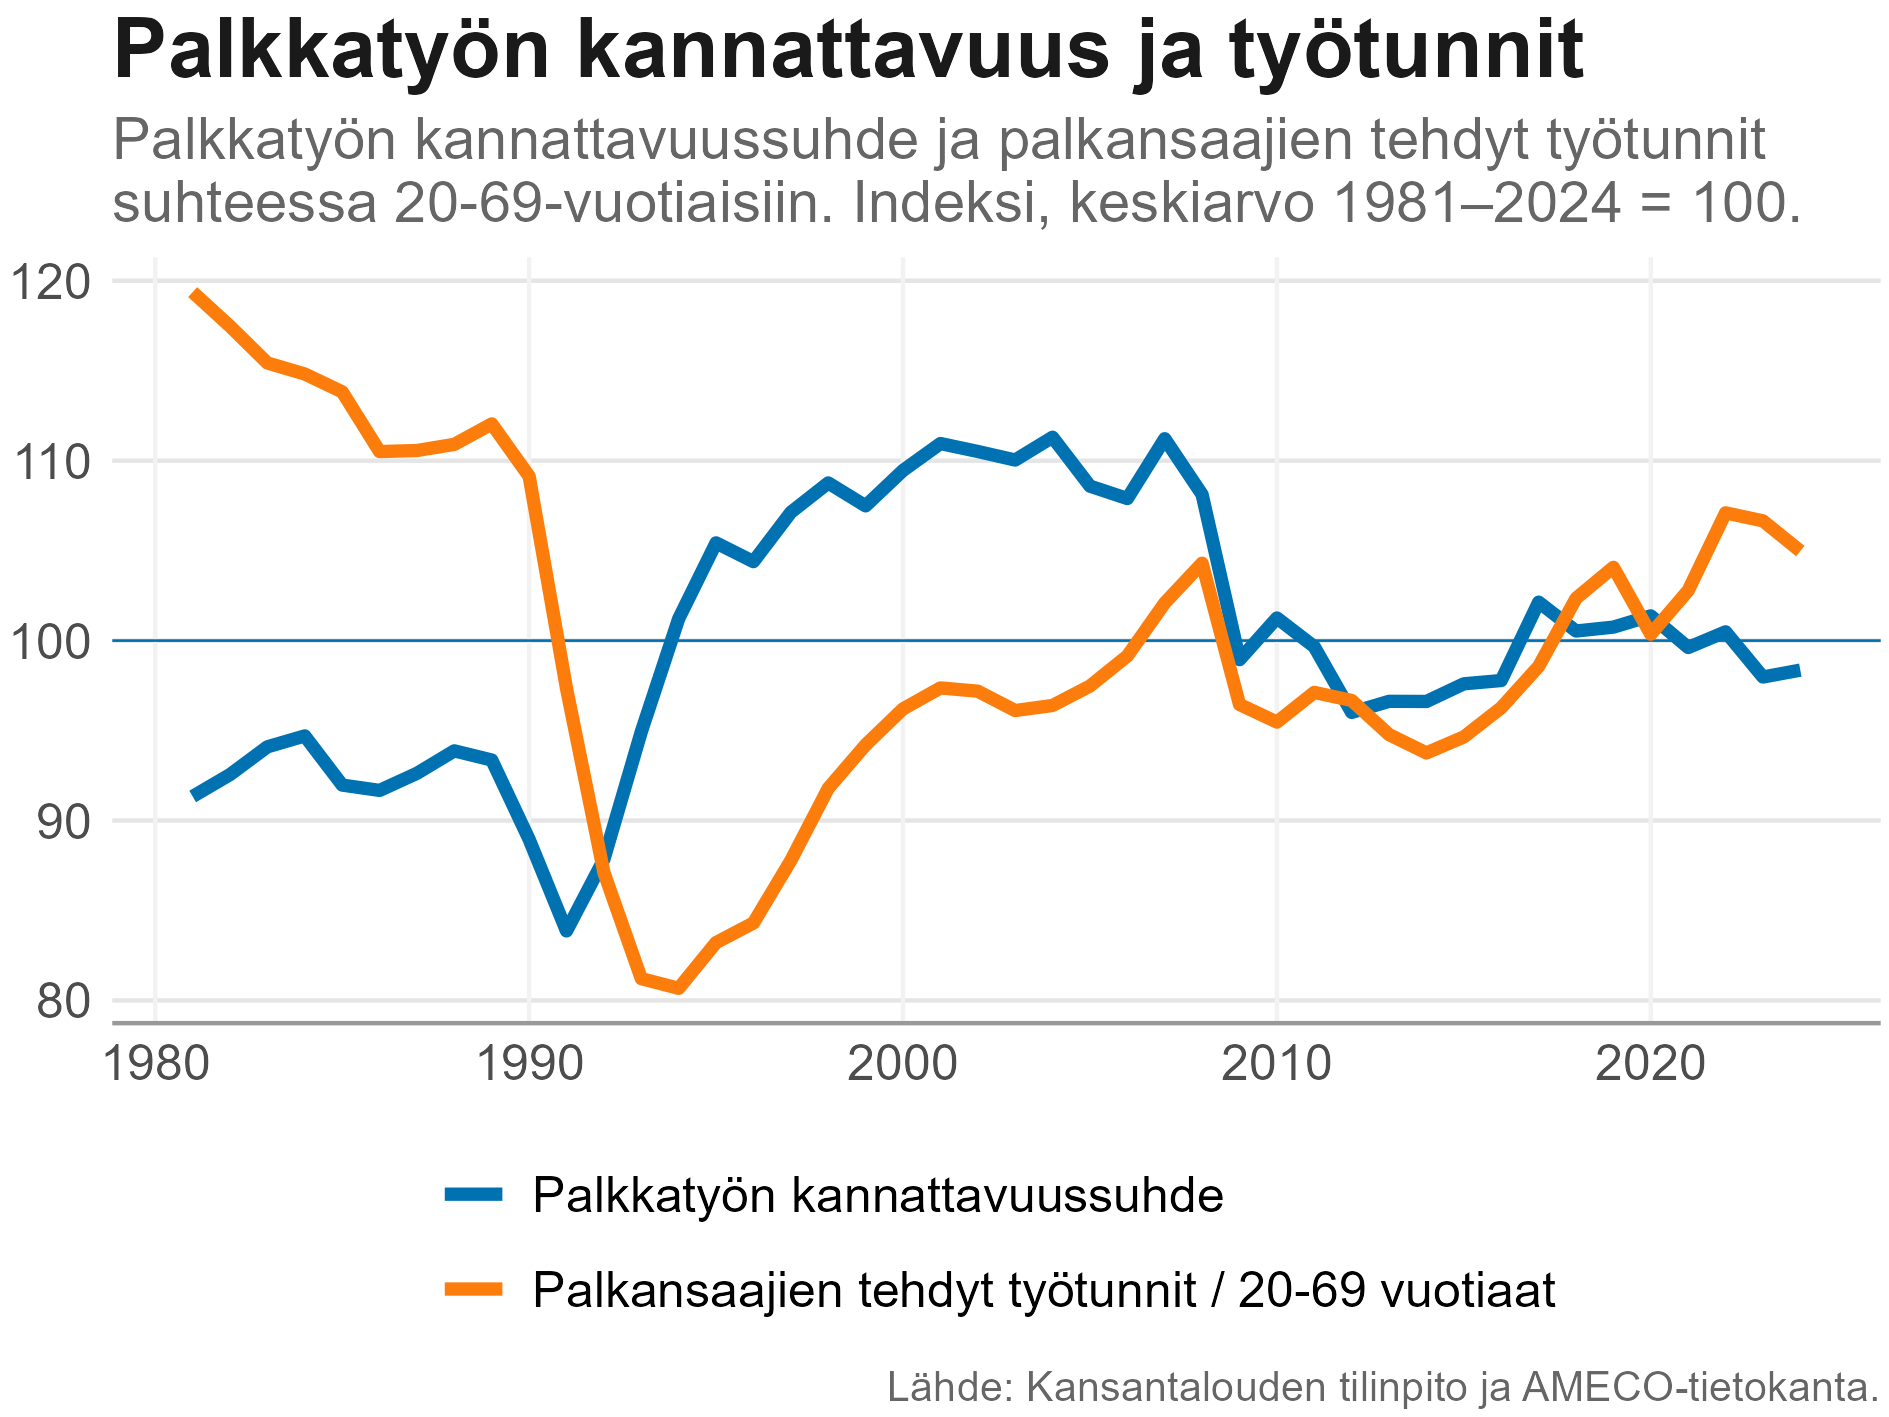 Palkkatyön kannattavuus ja työtunnit
Palkkatyön kannattavuussuhde ja palkansaajien tehdyt työtunnit
suhteessa 20-69-vuotiaisiin. Indeksi, keskiarvo 1981–2024 = 100.
120
110
100
90
80
1980 1990 2000 2010 2020
Palkkatyön kannattavuussuhde
Palkansaajien tehdyt työtunnit / 20-69 vuotiaat
Lähde: Kansantalouden tilinpito ja AMECO-tietokanta.